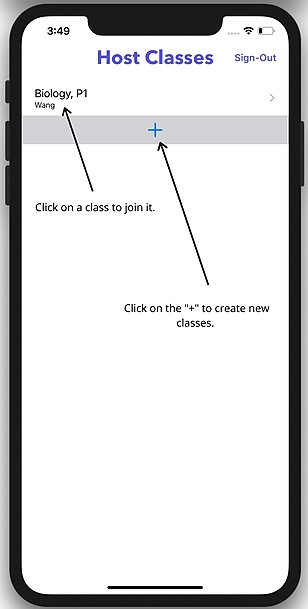 3:49
Host Classes
Sign-Out
Biology, P1
Wang
+
Click on a class to join it.
Click on the "+" to create new
classes.